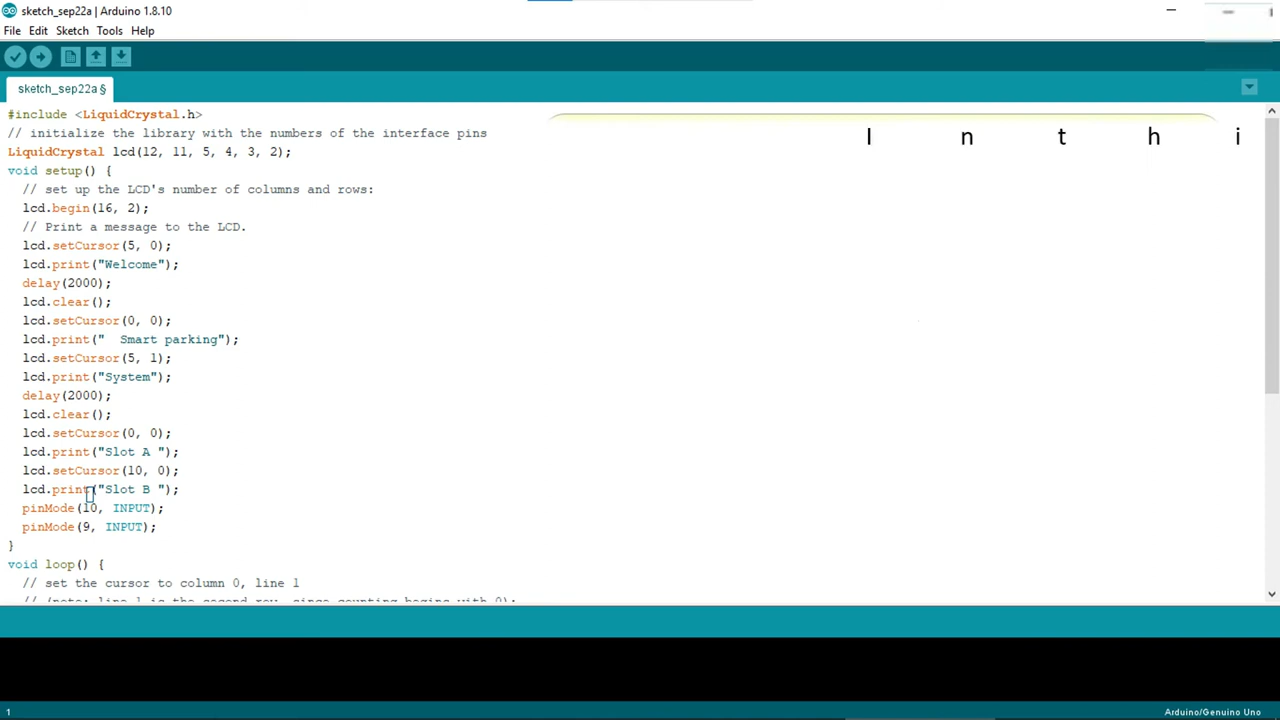 sketch_sep22a | Arduino 1.8.10
File Edit Sketch Tools Help
sketch_sep22a §
#include <LiquidCrystal.h>
// initialize the library with the numbers of the interface pins
LiquidCrystal lcd(12, 11, 5, 4, 3, 2);
void setup() {
  // set up the LCD's number of columns and rows:
  lcd.begin(16, 2);
  // Print a message to the LCD.
  lcd.setCursor(5, 0);
  lcd.print("Welcome");
  delay(2000);
  lcd.clear();
  lcd.setCursor(0, 0);
  lcd.print("  Smart parking");
  lcd.setCursor(5, 1);
  lcd.print("System");
  delay(2000);
  lcd.clear();
  lcd.setCursor(0, 0);
  lcd.print("Slot A ");
  lcd.setCursor(10, 0);
  lcd.print("Slot B ");
  pinMode(10, INPUT);
  pinMode(9, INPUT);
}
void loop() {
  // set the cursor to column 0, line 1
  // (note: line 1 is the second row, since counting begins with 0):
I n t h i
1
Arduino/Genuino Uno